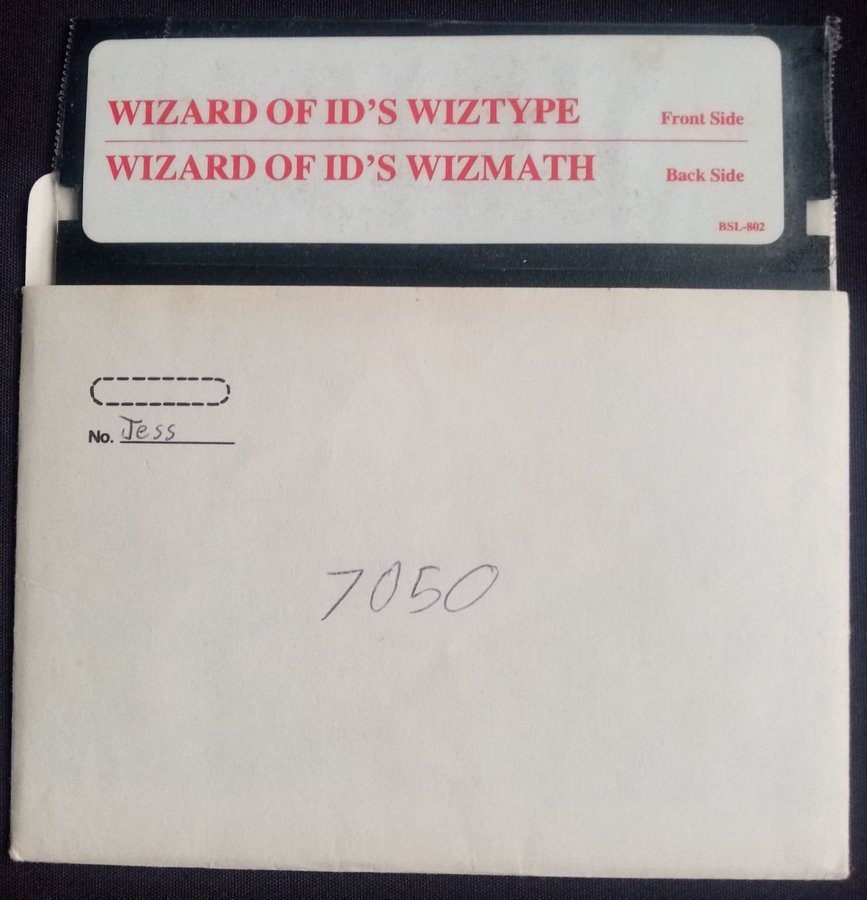 WIZARD OF ID'S WIZTYPE Front Side
WIZARD OF ID'S WIZMATH Back Side
BSL-802
No. Jess
7050